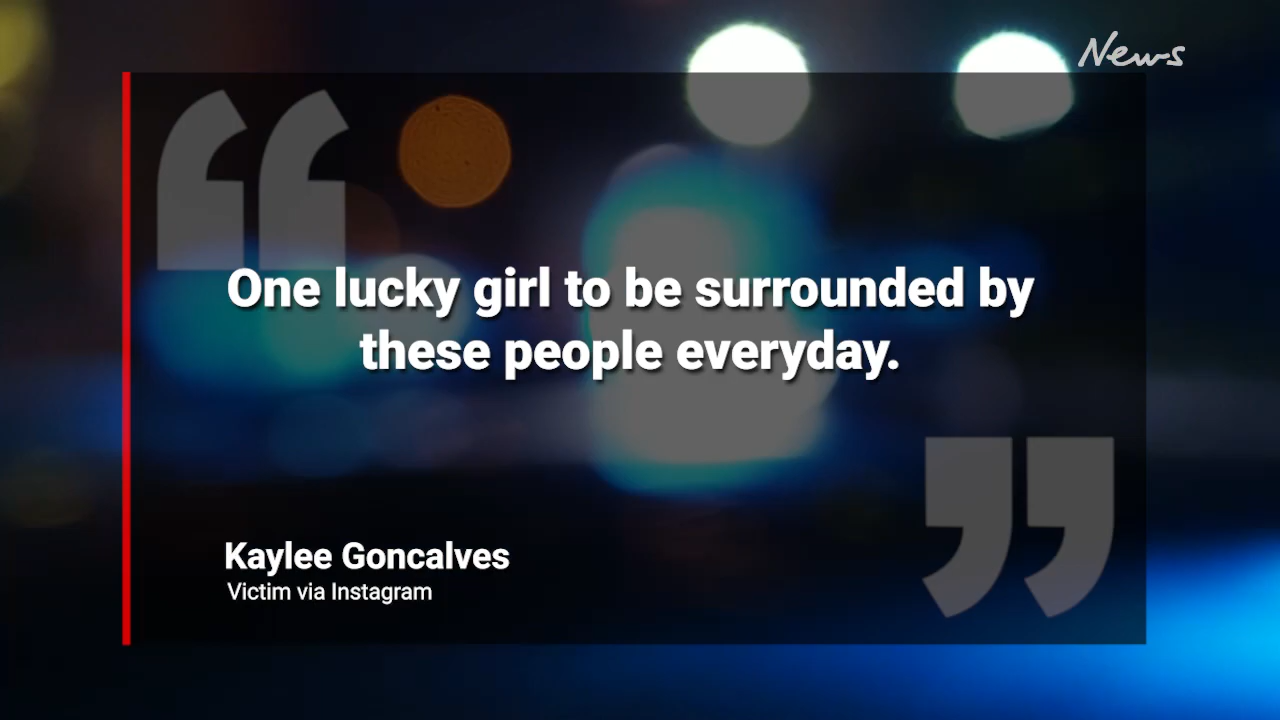 News
One lucky girl to be surrounded by
these people everyday.
Kaylee Goncalves
Victim via Instagram